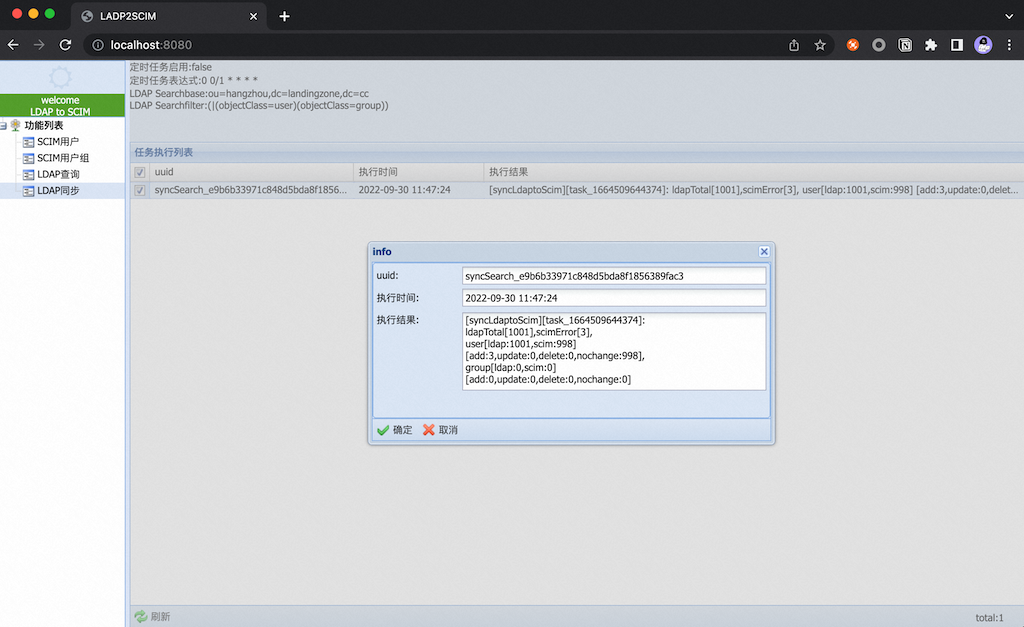 LADP2SCIM
localhost:8080
welcome
LDAP to SCIM
功能列表
SCIM用户
SCIM用户组
LDAP查询
LDAP同步
定时任务启用:false
定时任务表达式:0 0/1 * * * *
LDAP Searchbase:ou=hangzhou,dc=landingzone,dc=cc
LDAP Searchfilter:(|(objectClass=user)(objectClass=group))
任务执行列表
uuid 执行时间 执行结果
syncSearch_e9b6b33971c848d5bda8f1856... 2022-09-30 11:47:24 [syncLdaptoScim][task_1664509644374]: ldapTotal[1001],scimError[3], user[ldap:1001,scim:998] [add:3,update:0,delet...
info
uuid: syncSearch_e9b6b33971c848d5bda8f1856389fac3
执行时间: 2022-09-30 11:47:24
执行结果: [syncLdaptoScim][task_1664509644374]:
ldapTotal[1001],scimError[3],
user[ldap:1001,scim:998]
[add:3,update:0,delete:0,nochange:998],
group[ldap:0,scim:0]
[add:0,update:0,delete:0,nochange:0]
确定 取消
刷新 total:1